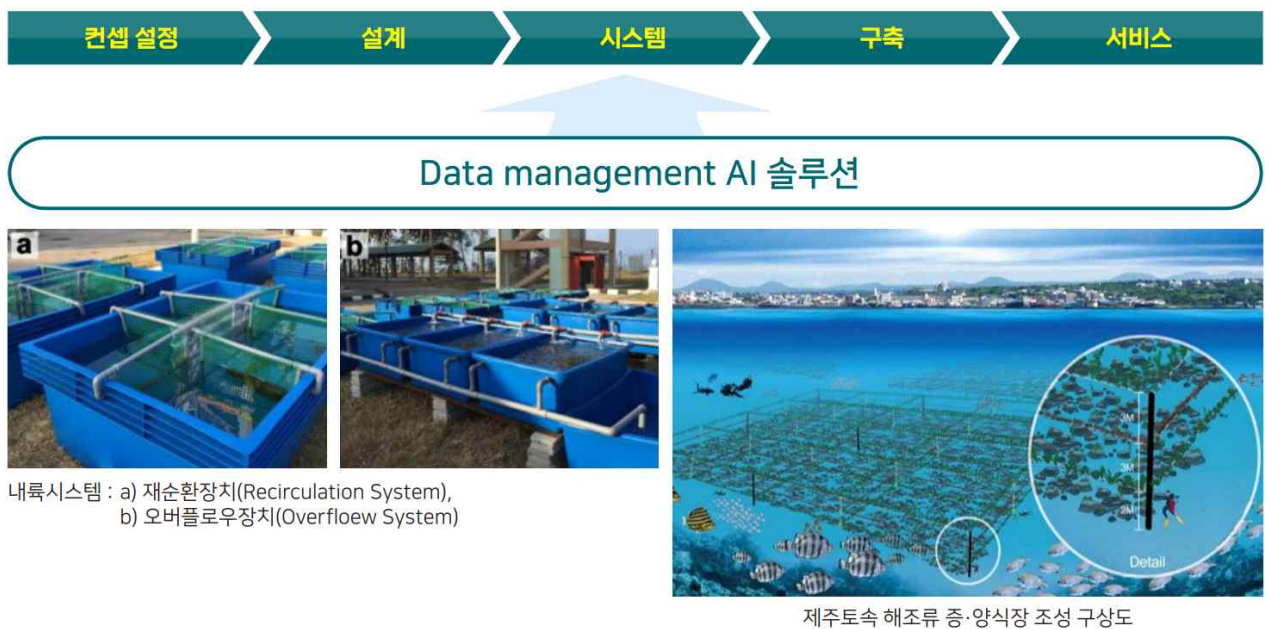 컨셉 설정
설계
시스템
구축
서비스
Data management AI 솔루션
a
b
3M
3M
2M
Detail
내륙시스템 : a) 재순환장치(Recirculation System),
b) 오버플로우장치(Overfloew System)
제주토속 해조류 증·양식장 조성 구상도